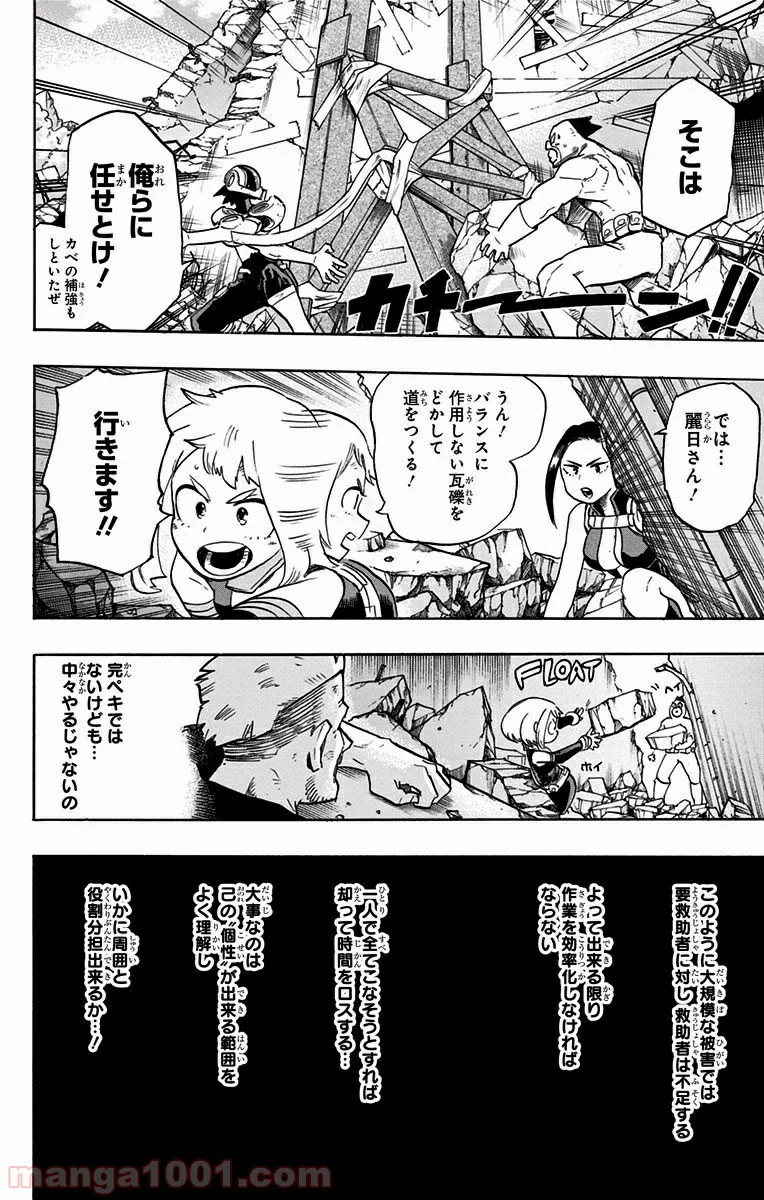 そこは
俺らに
任せとけ！
カベの補強も
しといたぜ
カチーーン!!
では…
麗日さん！
うん！
バランスに
作用しない瓦礫を
どかして
道をつくる！
行きます!!
FLOAT
ホイ
完ペキでは
ないけども…
中々やるじゃないの
このように大規模な被害では
要救助者に対し救助者は不足する
よって出来る限り
作業を効率化しなければ
ならない
一人で全てこなそうとすれば
却って時間をロスする…
大事なのは
己の“個性”が出来る範囲を
よく理解し
いかに周囲と
役割分担出来るか…！
manga1001.com